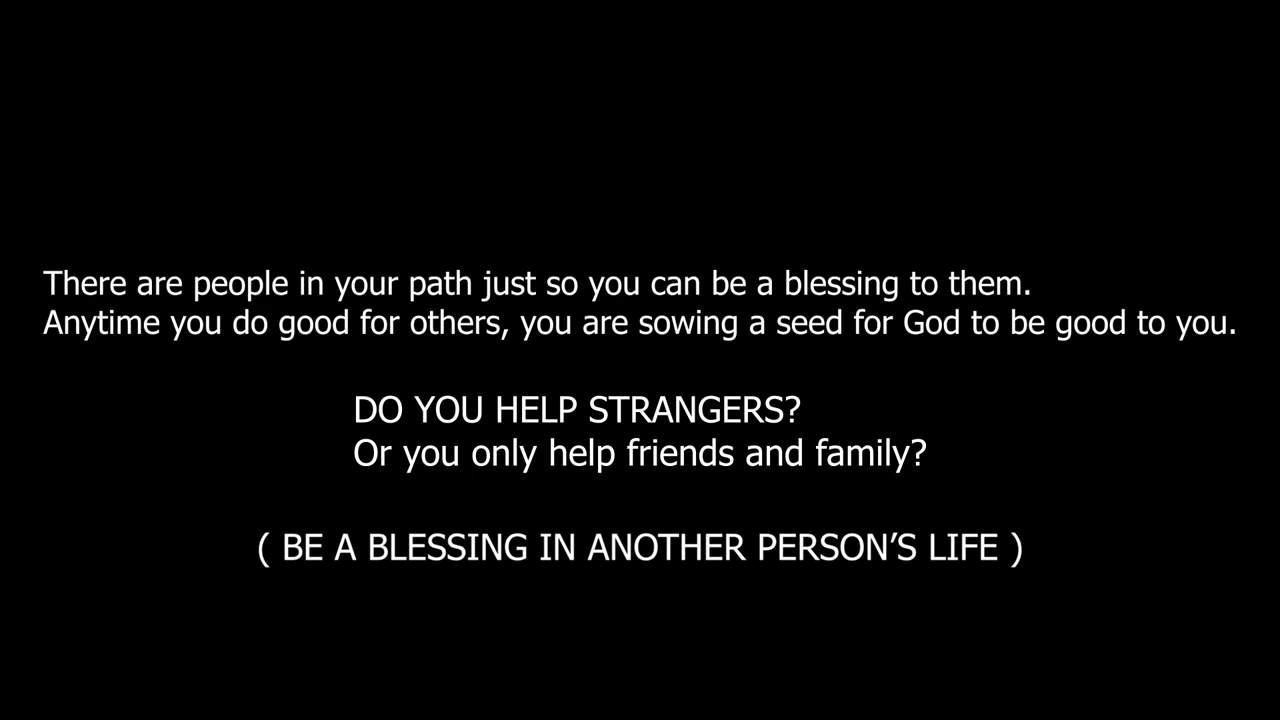 There are people in your path just so you can be a blessing to them.
Anytime you do good for others, you are sowing a seed for God to be good to you.
DO YOU HELP STRANGERS?
Or you only help friends and family?
( BE A BLESSING IN ANOTHER PERSON’S LIFE )